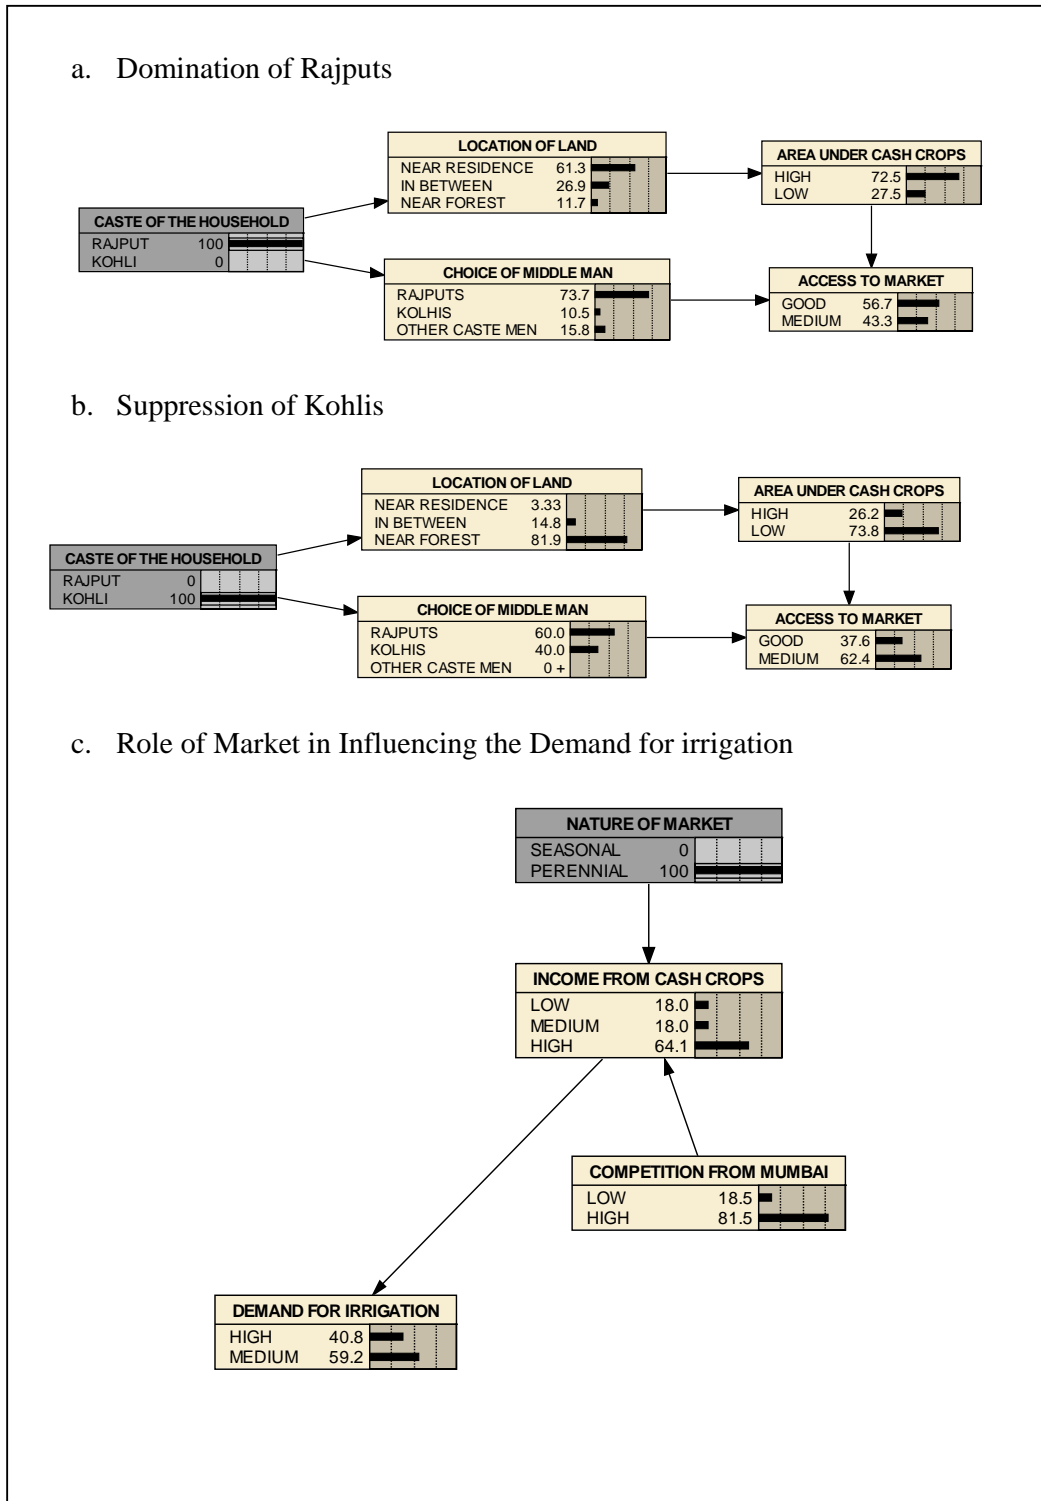 a. Domination of Rajputs
LOCATION OF LAND
NEAR RESIDENCE 61.3
IN BETWEEN 26.9
NEAR FOREST 11.7
AREA UNDER CASH CROPS
HIGH 72.5
LOW 27.5
CASTE OF THE HOUSEHOLD
RAJPUT 100
KOHLI 0
CHOICE OF MIDDLE MAN
RAJPUTS 73.7
KOLHIS 10.5
OTHER CASTE MEN 15.8
ACCESS TO MARKET
GOOD 56.7
MEDIUM 43.3
b. Suppression of Kohlis
LOCATION OF LAND
NEAR RESIDENCE 3.33
IN BETWEEN 14.8
NEAR FOREST 81.9
AREA UNDER CASH CROPS
HIGH 26.2
LOW 73.8
CASTE OF THE HOUSEHOLD
RAJPUT 0
KOHLI 100
CHOICE OF MIDDLE MAN
RAJPUTS 60.0
KOLHIS 40.0
OTHER CASTE MEN 0 +
ACCESS TO MARKET
GOOD 37.6
MEDIUM 62.4
c. Role of Market in Influencing the Demand for irrigation
NATURE OF MARKET
SEASONAL 0
PERENNIAL 100
INCOME FROM CASH CROPS
LOW 18.0
MEDIUM 18.0
HIGH 64.1
COMPETITION FROM MUMBAI
LOW 18.5
HIGH 81.5
DEMAND FOR IRRIGATION
HIGH 40.8
MEDIUM 59.2